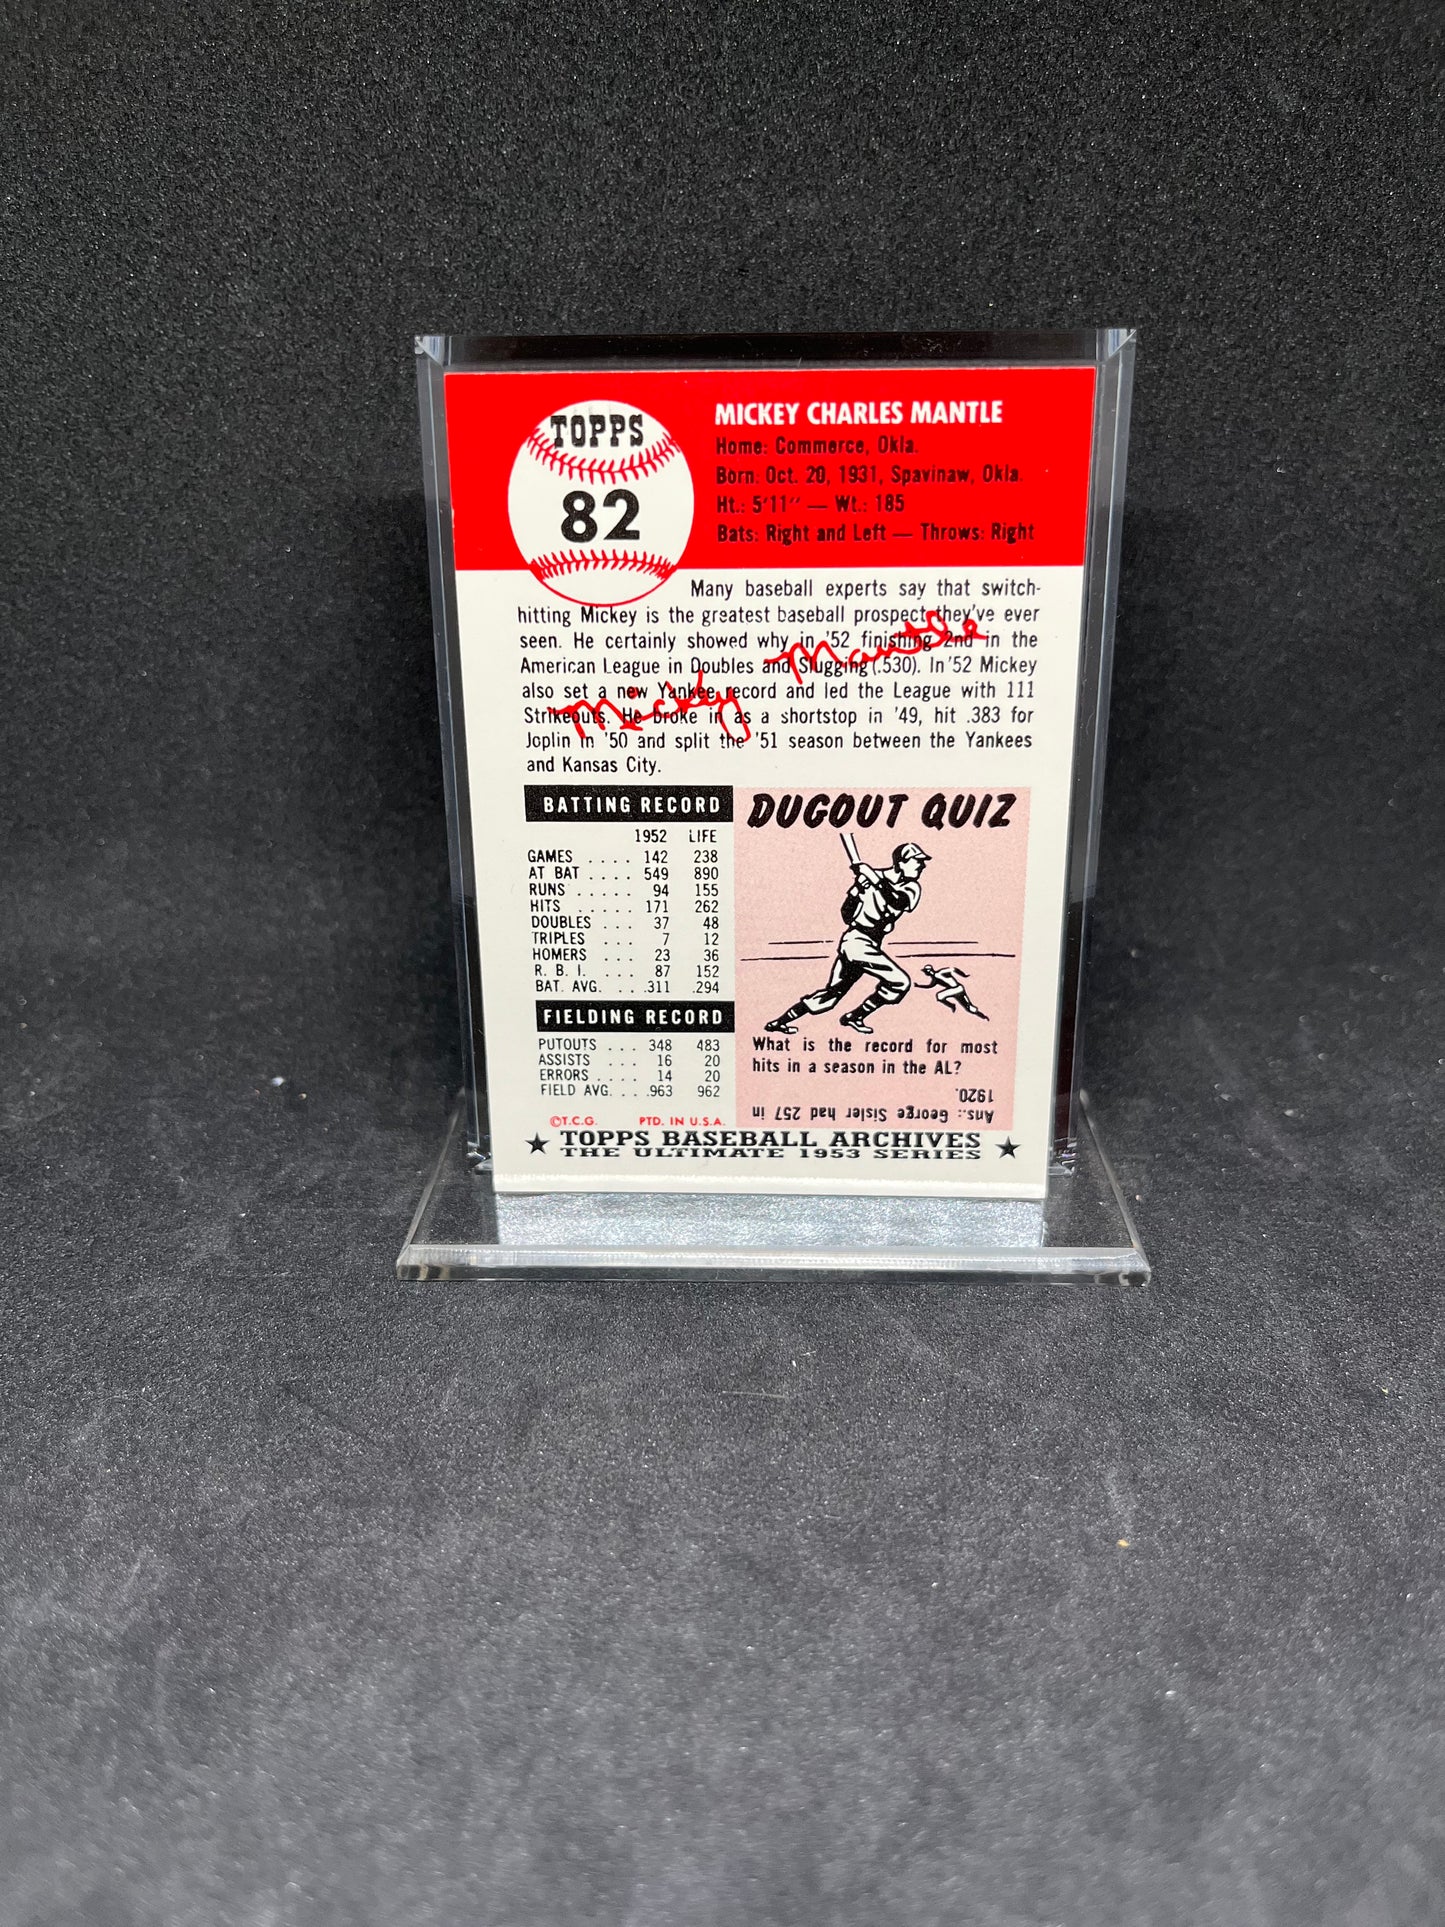 TOPPS
82
MICKEY CHARLES MANTLE
Home: Commerce, Okla.
Born: Oct. 20, 1931, Spavinaw, Okla.
Ht.: 5'11" — Wt.: 185
Bats: Right and Left — Throws: Right
Many baseball experts say that switch-
hitting Mickey is the greatest baseball prospect they've ever
seen. He certainly showed why in '52 finishing 2nd in the
American League in Doubles and Slugging (.530). In '52 Mickey
also set a new Yankee record and led the League with 111
Strikeouts. He broke in as a shortstop in '49, hit .383 for
Joplin in '50 and split the '51 season between the Yankees
and Kansas City.
Mickey Mantle
BATTING RECORD
1952 LIFE
GAMES . . . . 142 238
AT BAT . . . . 549 890
RUNS . . . . . 94 155
HITS . . . . . 171 262
DOUBLES . . . 37 48
TRIPLES . . . 7 12
HOMERS . . . 23 36
R. B. I. . . . 87 152
BAT. AVG. . . .311 .294
FIELDING RECORD
PUTOUTS . . . 348 483
ASSISTS . . . 16 20
ERRORS . . . . 14 20
FIELD AVG. . . .963 962
©T.C.G. PTD. IN U.S.A.
DUGOUT QUIZ
What is the record for most
hits in a season in the AL?
Ans.: George Sisler had 257 in
1920.
★ TOPPS BASEBALL ARCHIVES ★
THE ULTIMATE 1953 SERIES